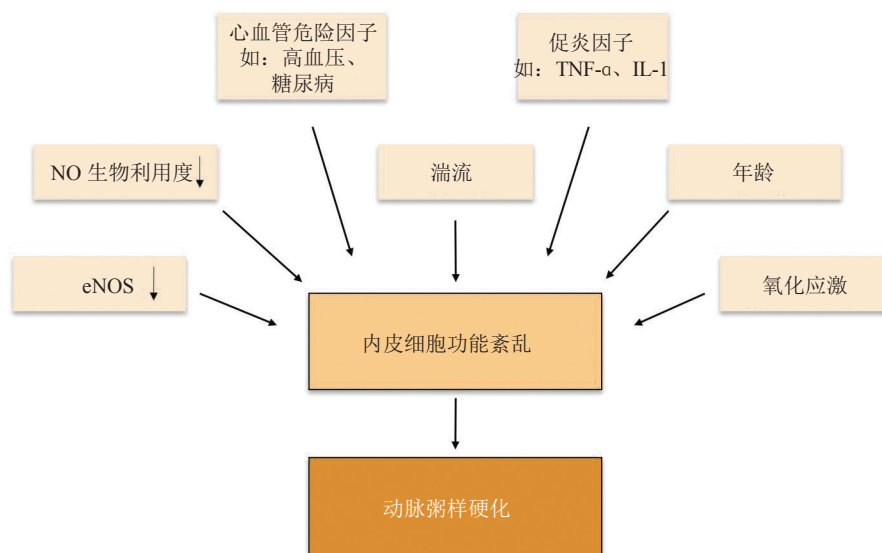 心血管危险因子
如：高血压、
糖尿病
促炎因子
如：TNF-α、IL-1
NO 生物利用度↓
湍流
年龄
eNOS ↓
氧化应激
内皮细胞功能紊乱
动脉粥样硬化